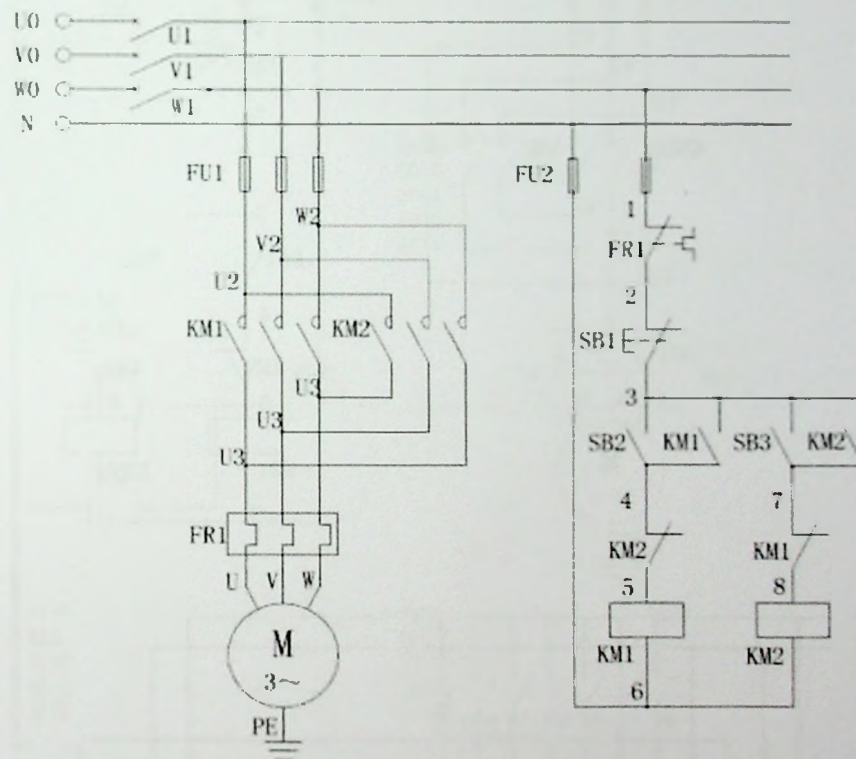 U0 U1
V0 V1
W0 W1
N
FU1 FU2
W2 1
V2 FR1
U2 2
KM1 KM2 SB1
U3 3
U3 SB2 KM1 SB3 KM2
U3 4 7
FR1 KM2 KM1
U V W 5 8
M KM1 KM2
3~ 6
PE